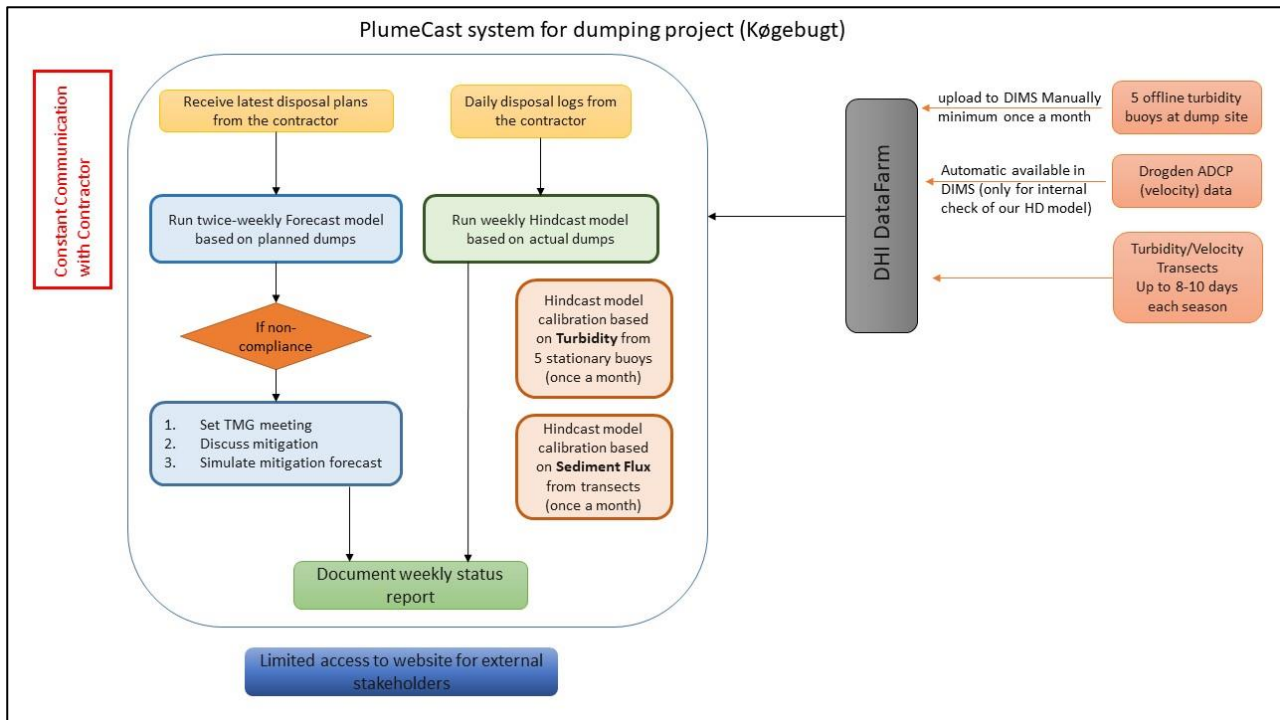 PlumeCast system for dumping project (Køgebugt)
Constant Communication
with Contractor
Receive latest disposal plans
from the contractor
Daily disposal logs from
the contractor
Run twice-weekly Forecast model
based on planned dumps
Run weekly Hindcast model
based on actual dumps
If non-
compliance
1. Set TMG meeting
2. Discuss mitigation
3. Simulate mitigation forecast
Hindcast model
calibration based
on Turbidity from
5 stationary buoys
(once a month)
Hindcast model
calibration based
on Sediment Flux
from transects
(once a month)
Document weekly status
report
Limited access to website for external
stakeholders
DHI DataFarm
upload to DIMS Manually
minimum once a month
5 offline turbidity
buoys at dump site
Automatic available in
DIMS (only for internal
check of our HD model)
Drogden ADCP
(velocity) data
Turbidity/Velocity
Transects
Up to 8-10 days
each season